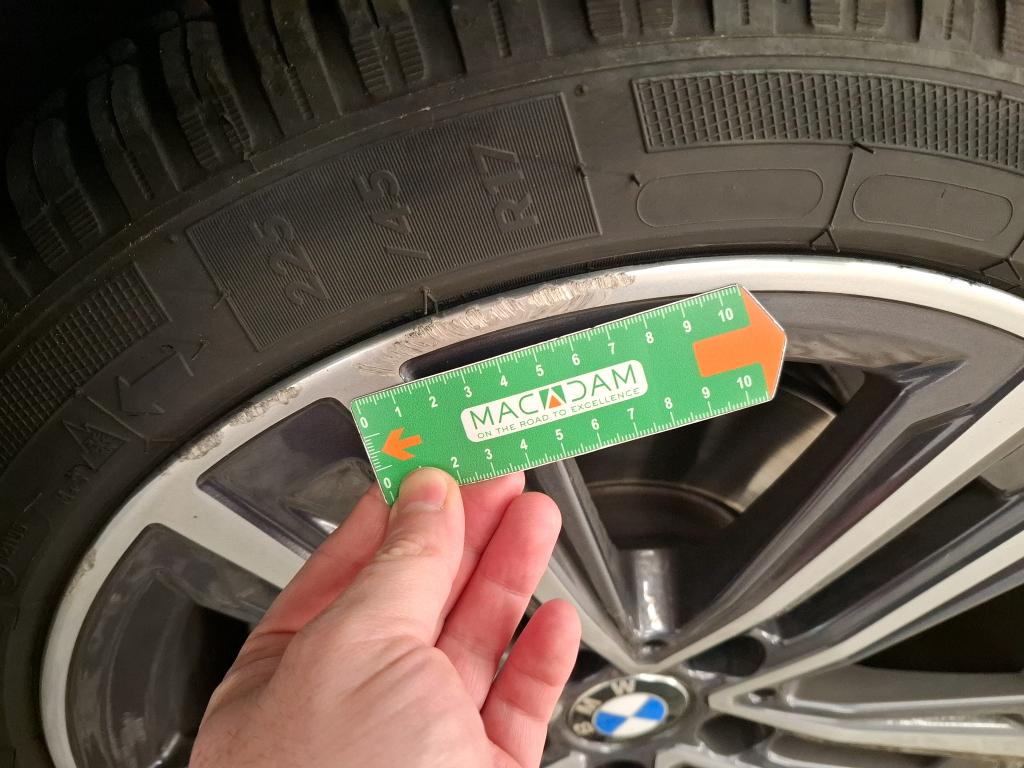 225
/45
R17
0 1 2 3 4 5 6 7 8 9 10
MACADAM
ON THE ROAD TO EXCELLENCE
0 2 3 4 5 6 7 8 9 10
BMW